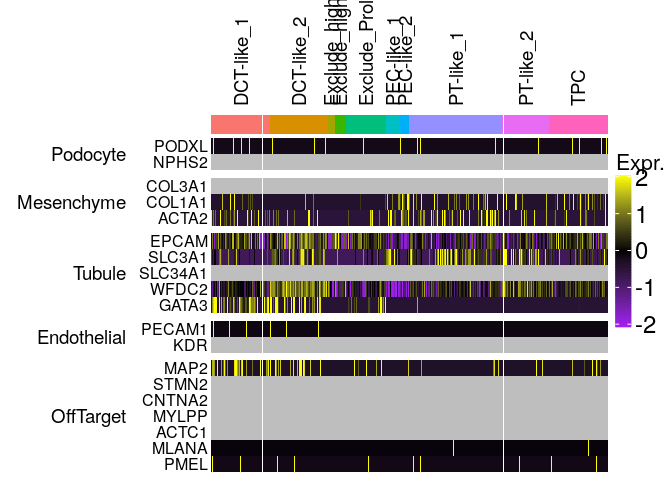 DCT-like_1
DCT-like_2
Exclude_high
Exclude_high
Exclude_Prol
PEC-like_1
PEC-like_2
PT-like_1
PT-like_2
TPC
Podocyte
PODXL
NPHS2
Mesenchyme
COL3A1
COL1A1
ACTA2
Tubule
EPCAM
SLC3A1
SLC34A1
WFDC2
GATA3
Endothelial
PECAM1
KDR
OffTarget
MAP2
STMN2
CNTNA2
MYLPP
ACTC1
MLANA
PMEL
Expr.
2
1
0
-1
-2